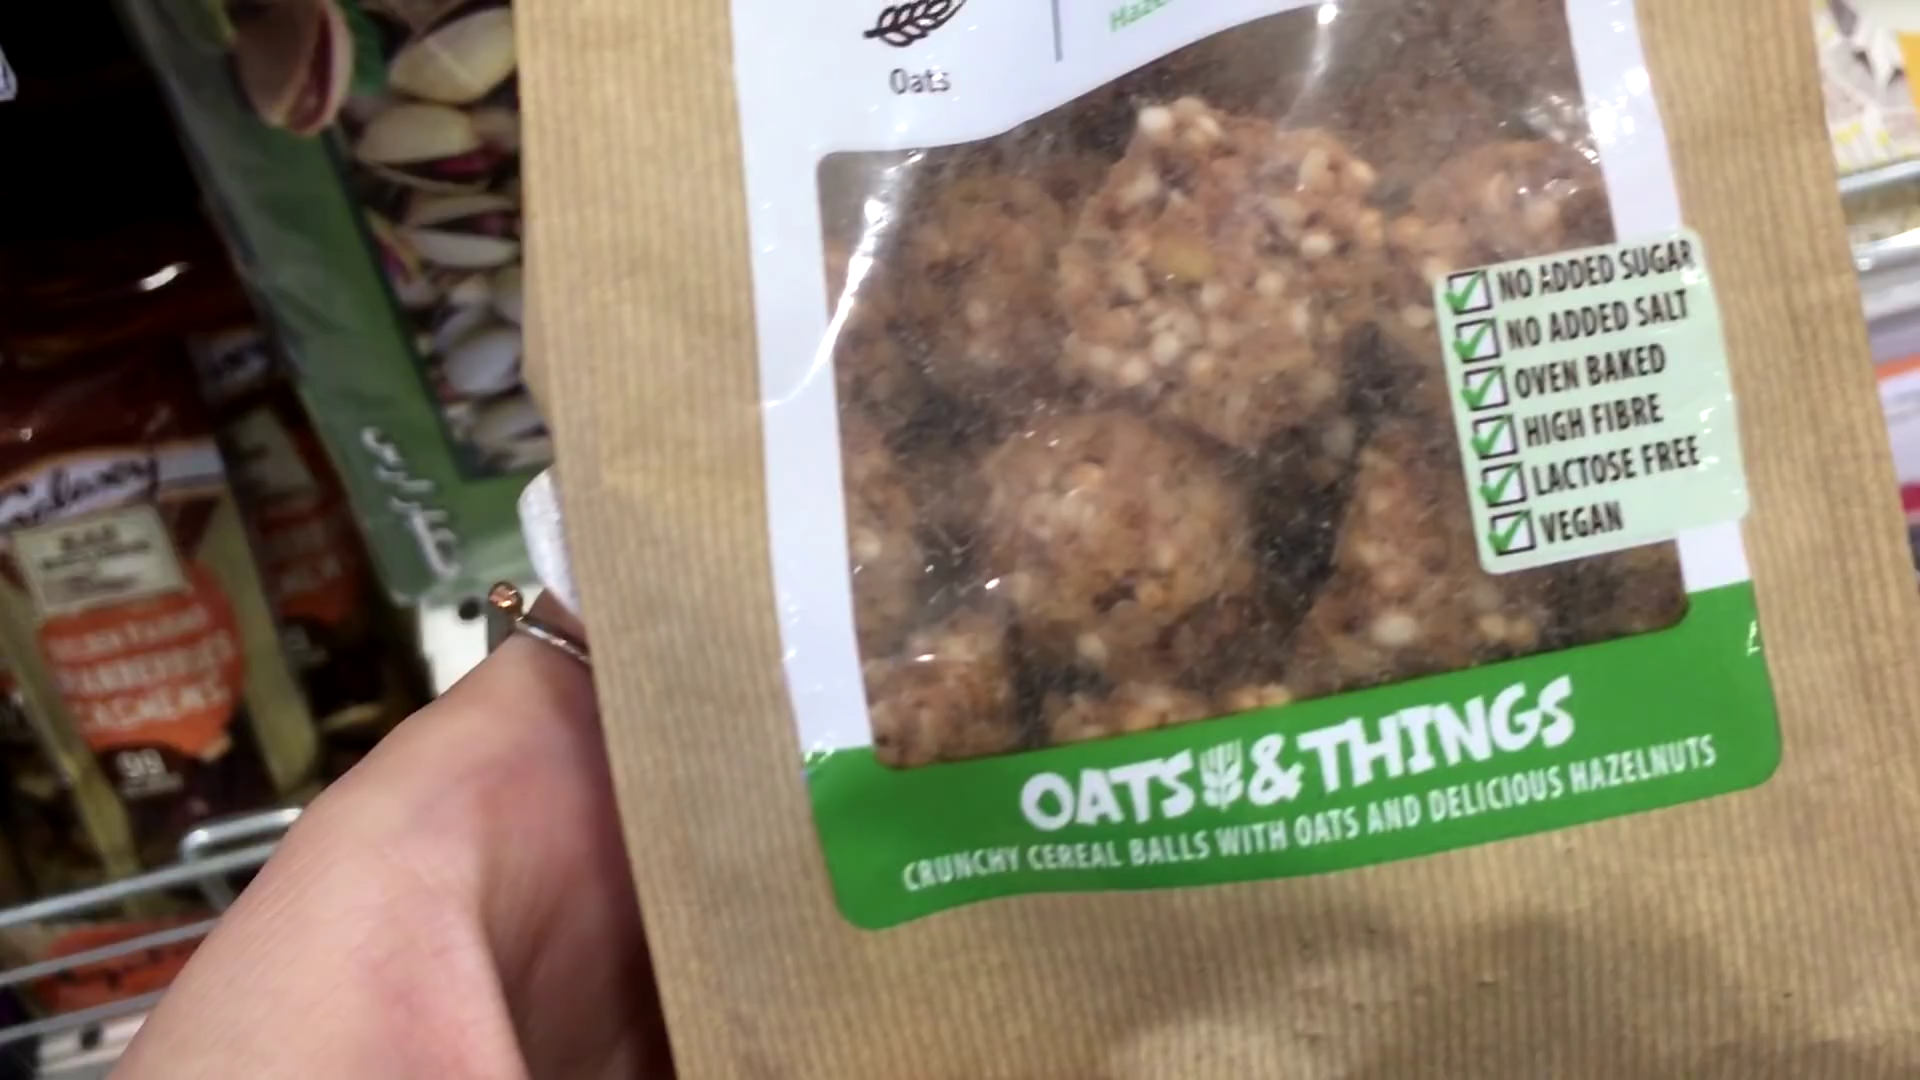 Oats
NO ADDED SUGAR
NO ADDED SALT
OVEN BAKED
HIGH FIBRE
LACTOSE FREE
VEGAN
OATS & THINGS
CRUNCHY CEREAL BALLS WITH OATS AND DELICIOUS HAZELNUTS
99